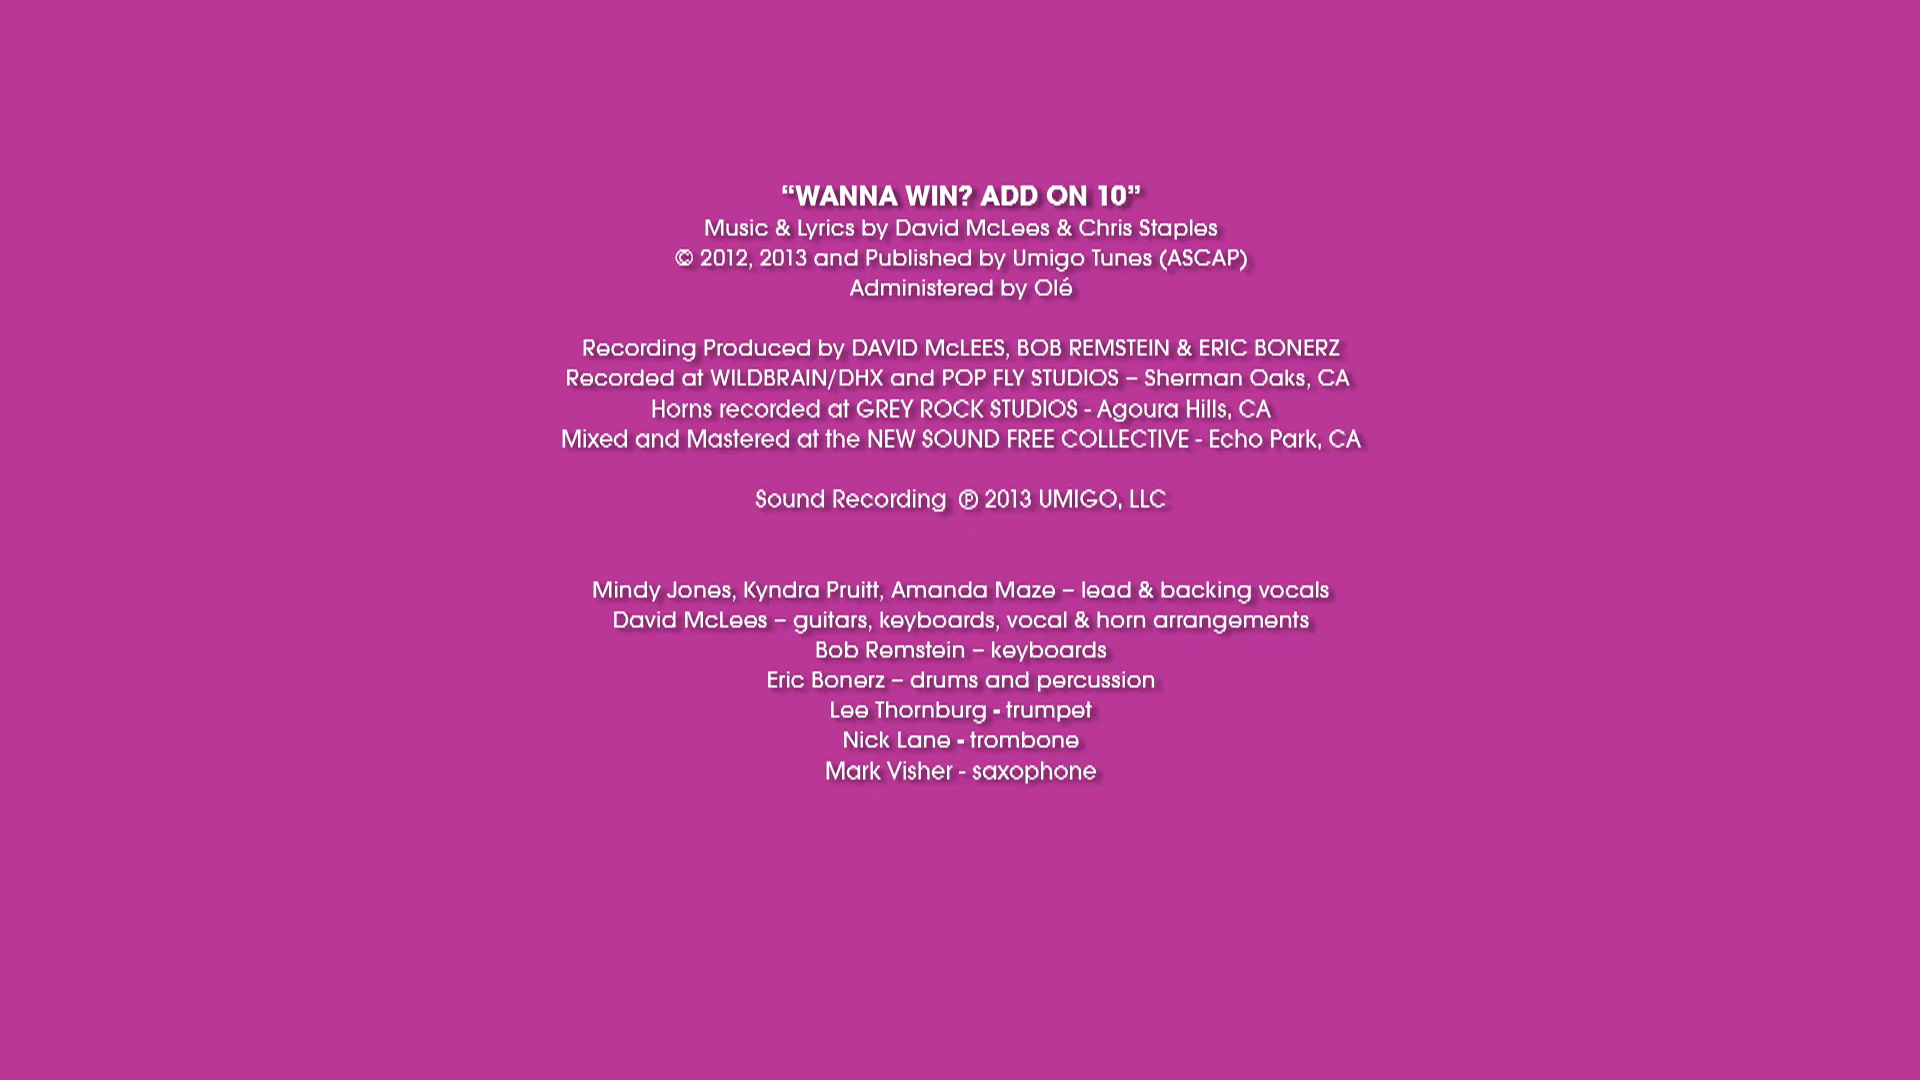 “WANNA WIN? ADD ON 10”
Music & Lyrics by David McLees & Chris Staples
© 2012, 2013 and Published by Umigo Tunes (ASCAP)
Administered by Olé
Recording Produced by DAVID McLEES, BOB REMSTEIN & ERIC BONERZ
Recorded at WILDBRAIN/DHX and POP FLY STUDIOS – Sherman Oaks, CA
Horns recorded at GREY ROCK STUDIOS - Agoura Hills, CA
Mixed and Mastered at the NEW SOUND FREE COLLECTIVE - Echo Park, CA
Sound Recording ℗ 2013 UMIGO, LLC
Mindy Jones, Kyndra Pruitt, Amanda Maze – lead & backing vocals
David McLees – guitars, keyboards, vocal & horn arrangements
Bob Remstein – keyboards
Eric Bonerz – drums and percussion
Lee Thornburg - trumpet
Nick Lane - trombone
Mark Visher - saxophone